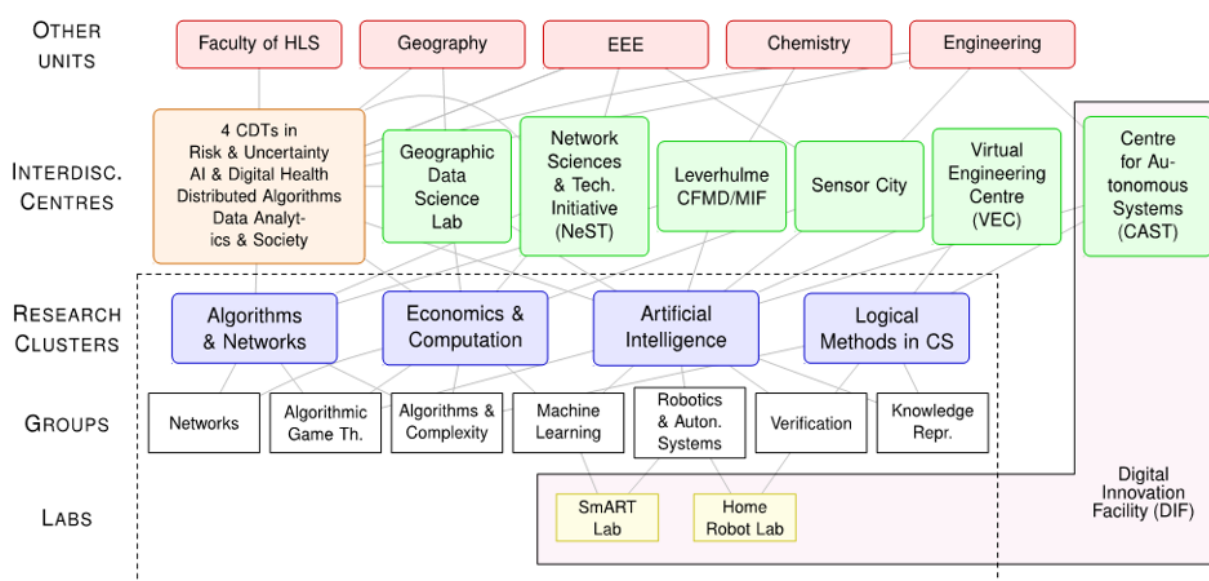 OTHER
UNITS
Faculty of HLS
Geography
EEE
Chemistry
Engineering
INTERDISC.
CENTRES
4 CDTs in
Risk & Uncertainty
AI & Digital Health
Distributed Algorithms
Data Analyt-
ics & Society
Geographic
Data
Science
Lab
Network
Sciences
& Tech.
Initiative
(NeST)
Leverhulme
CFMD/MIF
Sensor City
Virtual
Engineering
Centre
(VEC)
Centre
for Au-
tonomous
Systems
(CAST)
RESEARCH
CLUSTERS
Algorithms
& Networks
Economics &
Computation
Artificial
Intelligence
Logical
Methods in CS
GROUPS
Networks
Algorithmic
Game Th.
Algorithms &
Complexity
Machine
Learning
Robotics
& Auton.
Systems
Verification
Knowledge
Repr.
LABS
SmART
Lab
Home
Robot Lab
Digital
Innovation
Facility (DIF)